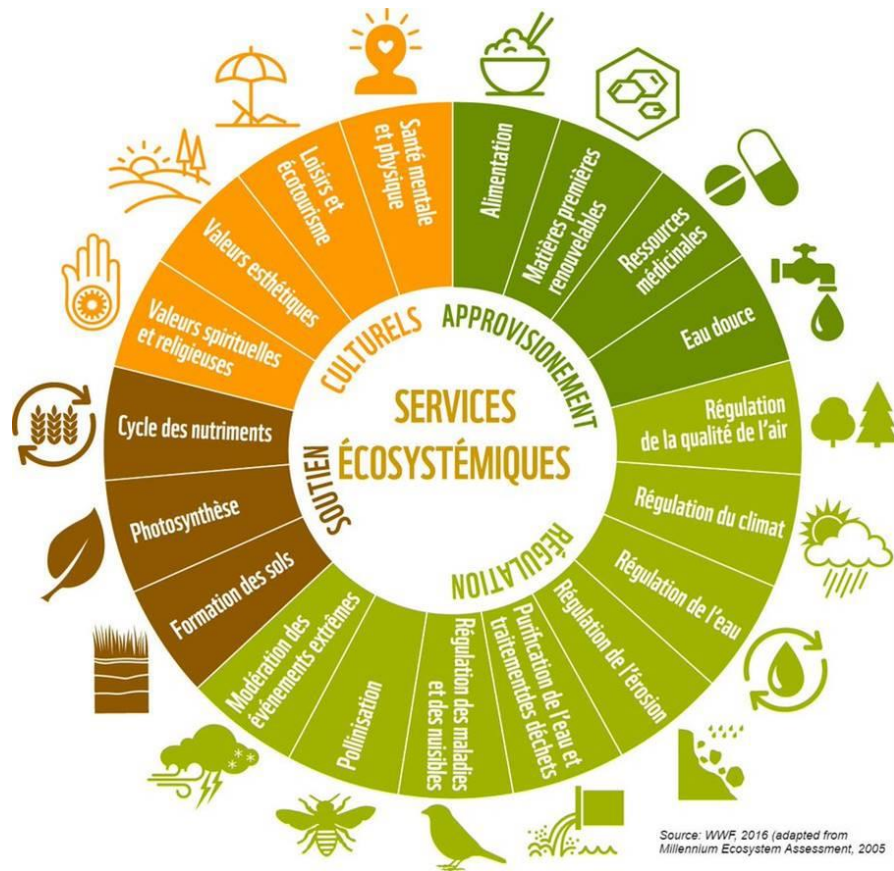 SERVICES
ÉCOSYSTÉMIQUES
APPROVISIONEMENT
Alimentation
Matières premières
renouvelables
Ressources
médicinales
Eau douce
RÉGULATION
Régulation
de la qualité de l'air
Régulation du climat
Régulation de l'eau
Régulation de l'érosion
Purification de l'eau et
traitementdes déchets
Régulation des maladies
et des nuisibles
Pollinisation
Modération des
événements extrêmes
SOUTIEN
Formation des sols
Photosynthèse
Cycle des nutriments
CULTURELS
Valeurs spirituelles
et religieuses
Valeurs esthétiques
Loisirs et
écotourisme
Santé mentale
et physique
Source: WWF, 2016 (adapted from
Millennium Ecosystem Assessment, 2005